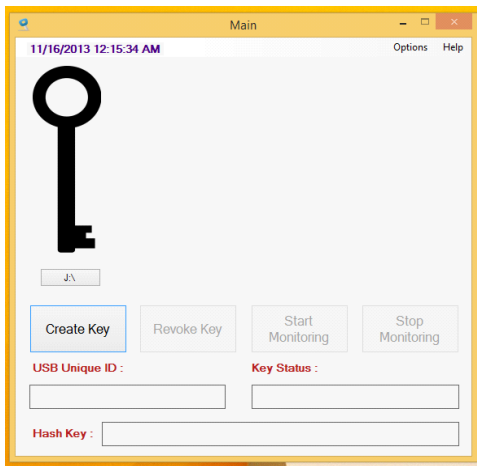 Main
11/16/2013 12:15:34 AM
Options Help
J:\
Create Key
Revoke Key
Start
Monitoring
Stop
Monitoring
USB Unique ID :
Key Status :
Hash Key :